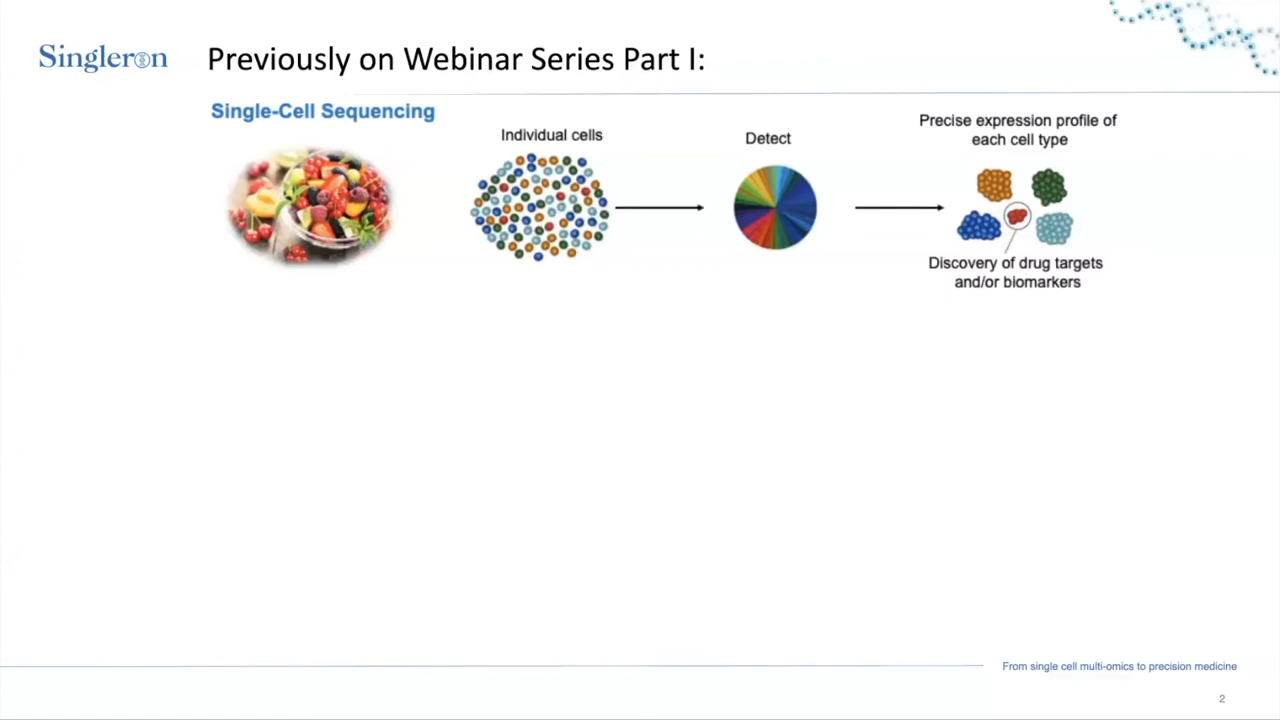 Singleron
Previously on Webinar Series Part I:
Single-Cell Sequencing
Individual cells
Detect
Precise expression profile of
each cell type
Discovery of drug targets
and/or biomarkers
From single cell multi-omics to precision medicine
2